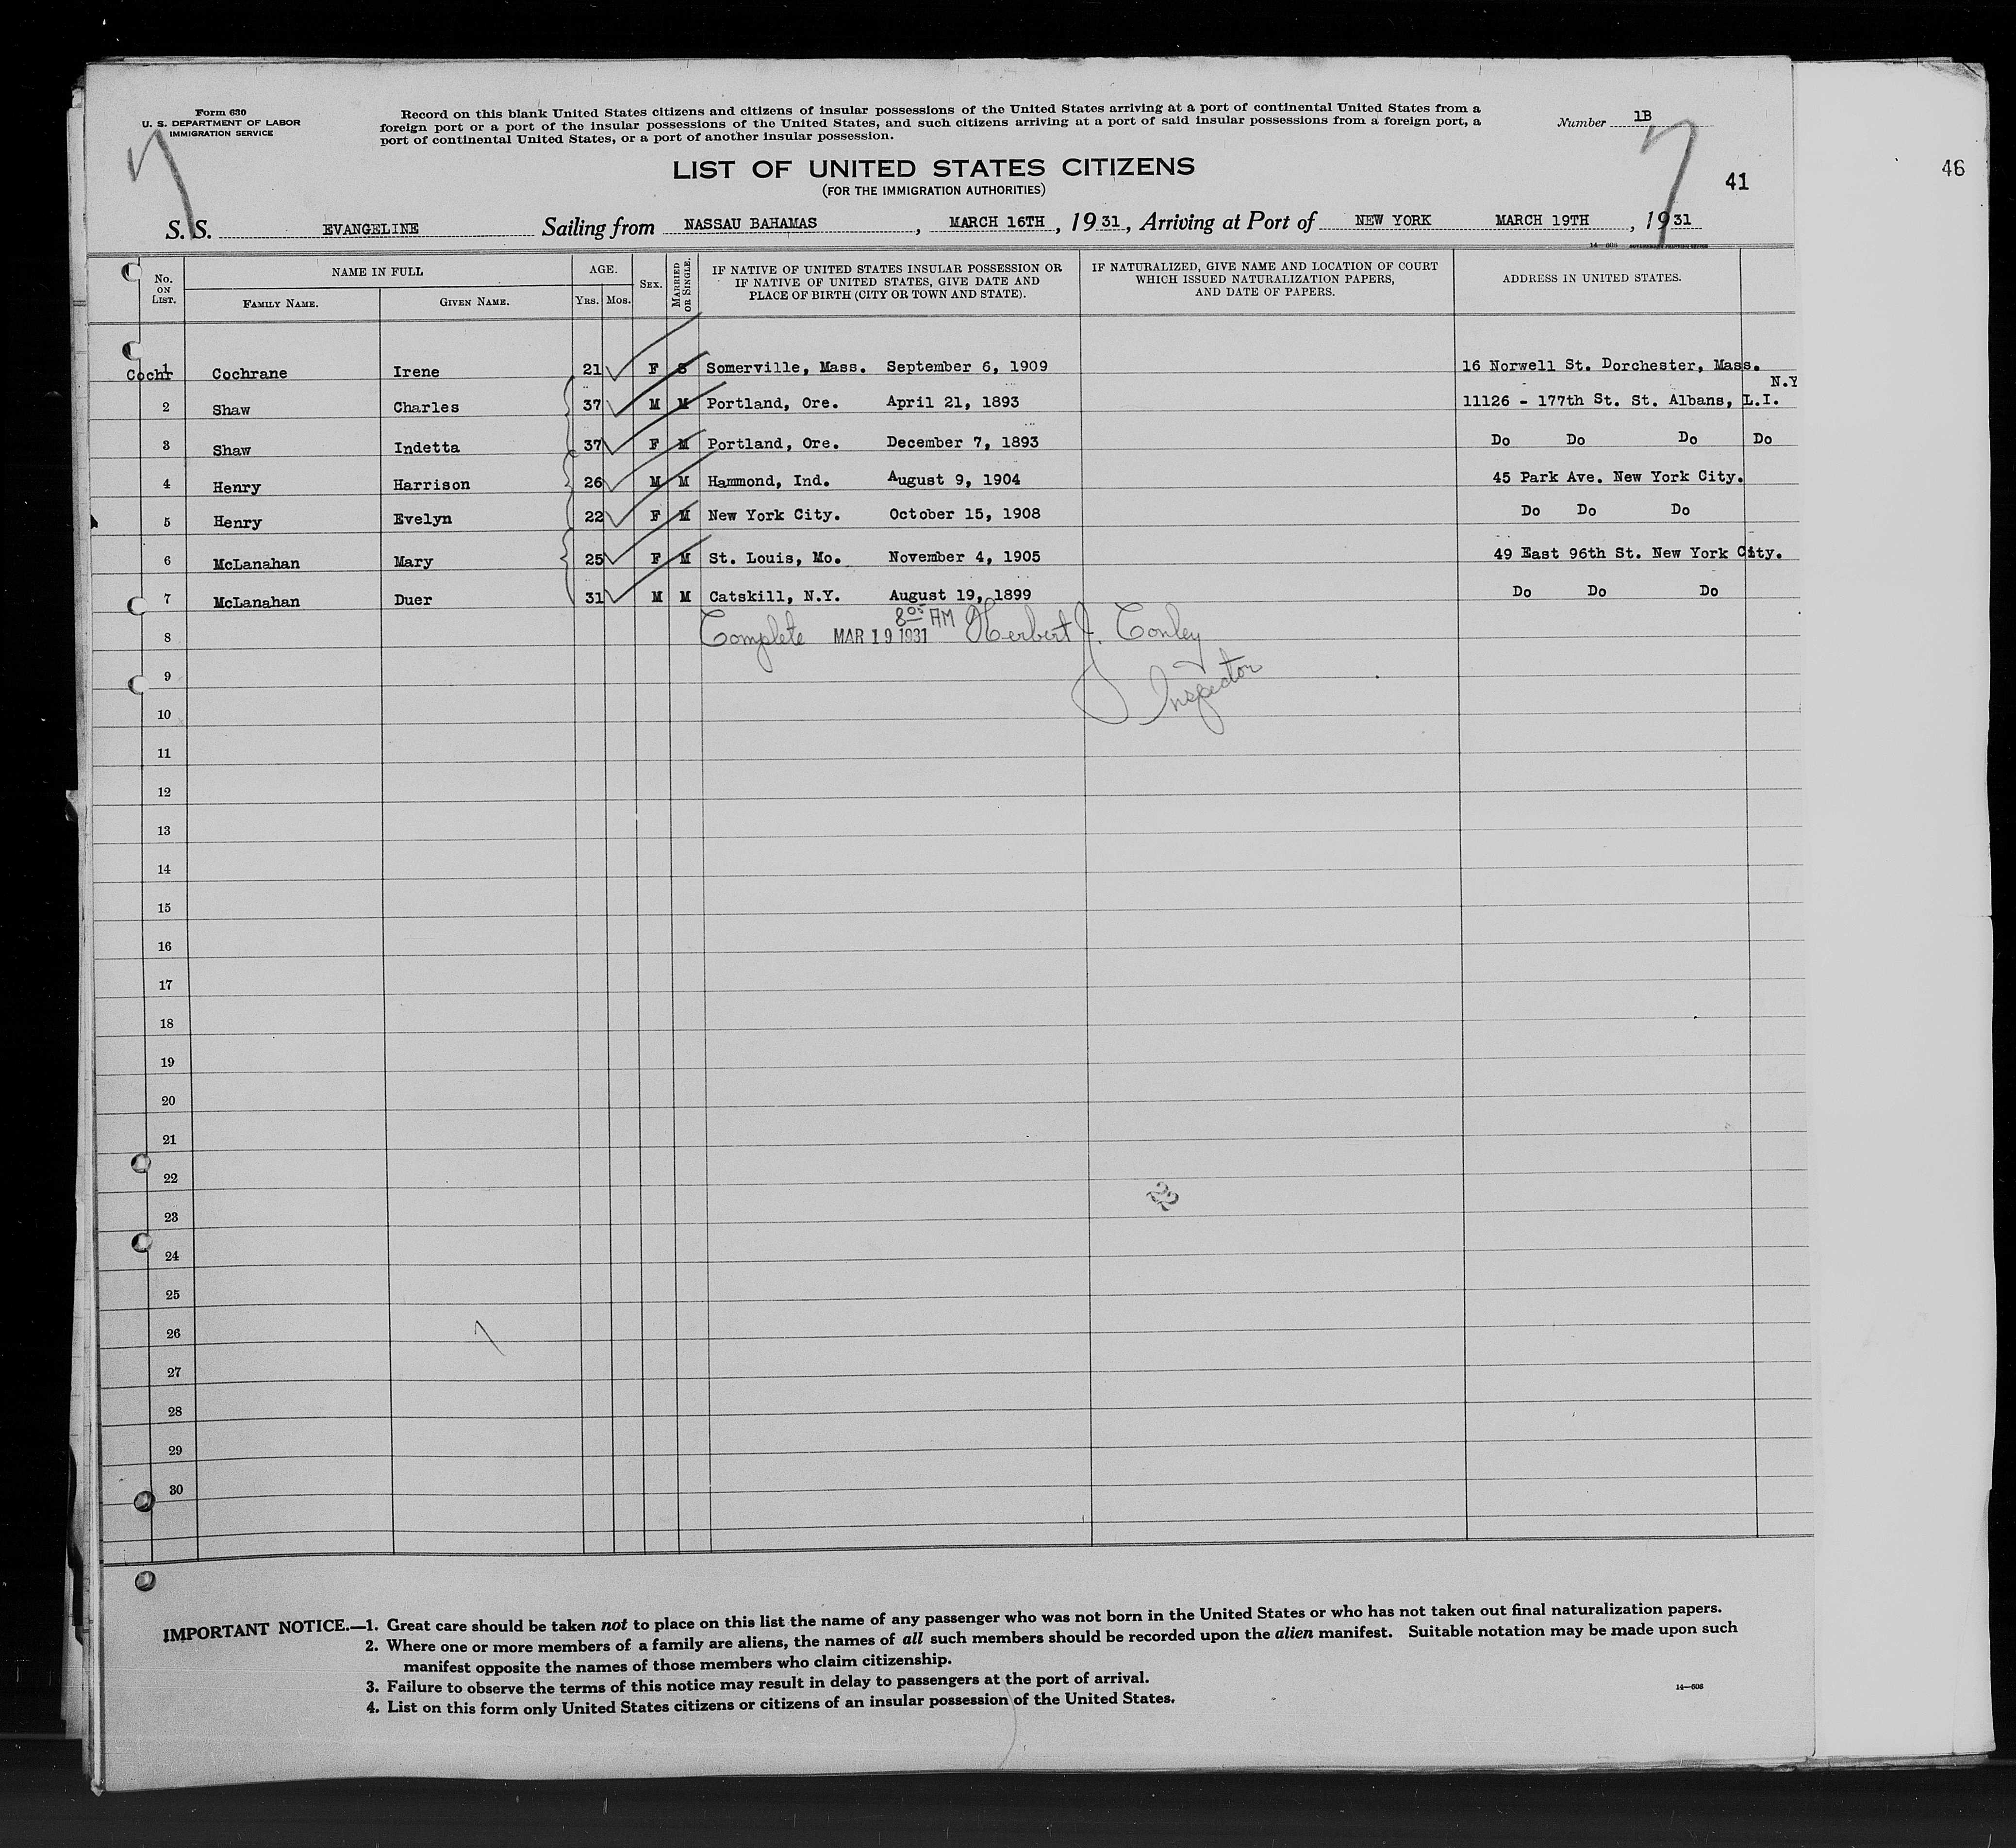 Form 630
U. S. DEPARTMENT OF LABOR
IMMIGRATION SERVICE
Record on this blank United States citizens and citizens of insular possessions of the United States arriving at a port of continental United States from a
foreign port or a port of the insular possessions of the United States, and such citizens arriving at a port of said insular possessions from a foreign port, a
port of continental United States, or a port of another insular possession.
Number 1B
7 7
LIST OF UNITED STATES CITIZENS
(FOR THE IMMIGRATION AUTHORITIES)
41
46
S. S. EVANGELINE Sailing from NASSAU BAHAMAS, MARCH 16TH, 1931, Arriving at Port of NEW YORK MARCH 19TH, 1931
14—608 GOVERNMENT PRINTING OFFICE
No. ON LIST. NAME IN FULL FAMILY NAME. GIVEN NAME. AGE. YRS. MOS. SEX. MARRIED OR SINGLE. IF NATIVE OF UNITED STATES INSULAR POSSESSION OR IF NATIVE OF UNITED STATES, GIVE DATE AND PLACE OF BIRTH (CITY OR TOWN AND STATE). IF NATURALIZED, GIVE NAME AND LOCATION OF COURT WHICH ISSUED NATURALIZATION PAPERS, AND DATE OF PAPERS. ADDRESS IN UNITED STATES.
Cochr 1 Cochrane Irene 21 F S Somerville, Mass. September 6, 1909 16 Norwell St. Dorchester, Mass.
N.Y
2 Shaw Charles 37 M M Portland, Ore. April 21, 1893 11126 - 177th St. St. Albans, L.I.
3 Shaw Indetta 37 F M Portland, Ore. December 7, 1893 Do Do Do Do
4 Henry Harrison 26 M M Hammond, Ind. August 9, 1904 45 Park Ave. New York City.
5 Henry Evelyn 22 F M New York City. October 15, 1908 Do Do Do
6 McLanahan Mary 25 F M St. Louis, Mo. November 4, 1905 49 East 96th St. New York City.
7 McLanahan Duer 31 M M Catskill, N.Y. August 19, 1899 Do Do Do
8 Complete MAR 19 1931 8 05 AM Herbert J. Conley
9 Inspector
10
11
12
13
14
15
16
17
18
19
20
21
22
23
24
25
26
27
28
29
30
IMPORTANT NOTICE.—1. Great care should be taken not to place on this list the name of any passenger who was not born in the United States or who has not taken out final naturalization papers.
2. Where one or more members of a family are aliens, the names of all such members should be recorded upon the alien manifest. Suitable notation may be made upon such
manifest opposite the names of those members who claim citizenship.
3. Failure to observe the terms of this notice may result in delay to passengers at the port of arrival.
4. List on this form only United States citizens or citizens of an insular possession of the United States.
14—608